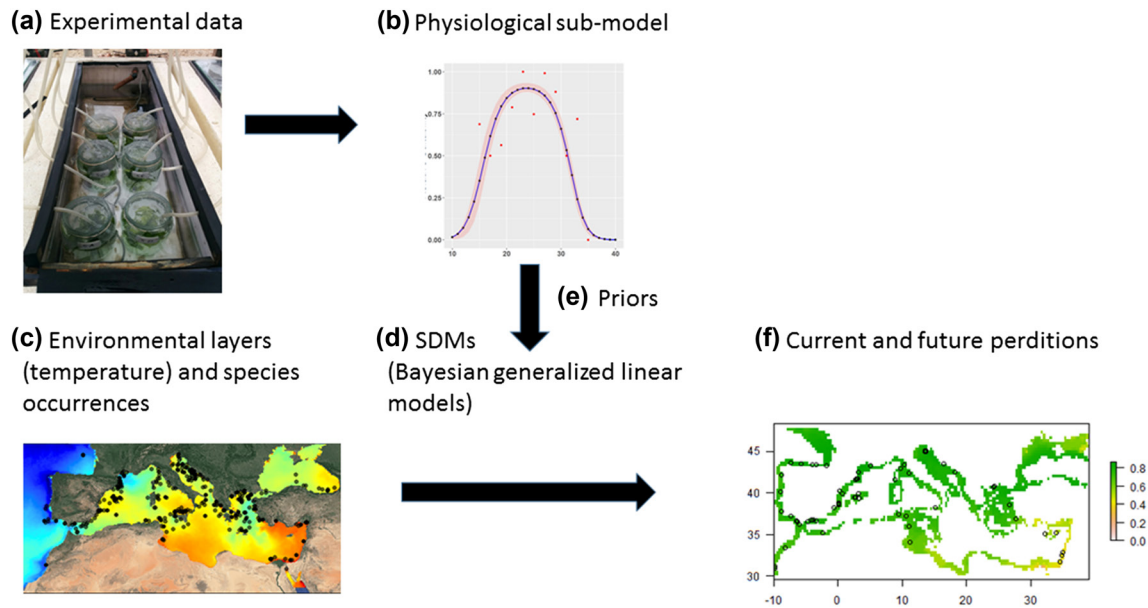 (a) Experimental data
(b) Physiological sub-model
1.00
0.75
0.50
0.25
0.00
10
20
30
40
(e) Priors
(c) Environmental layers
(temperature) and species
occurrences
(d) SDMs
(Bayesian generalized linear
models)
(f) Current and future perditions
45
40
35
30
-10
0
10
20
30
0.8
0.6
0.4
0.2
0.0